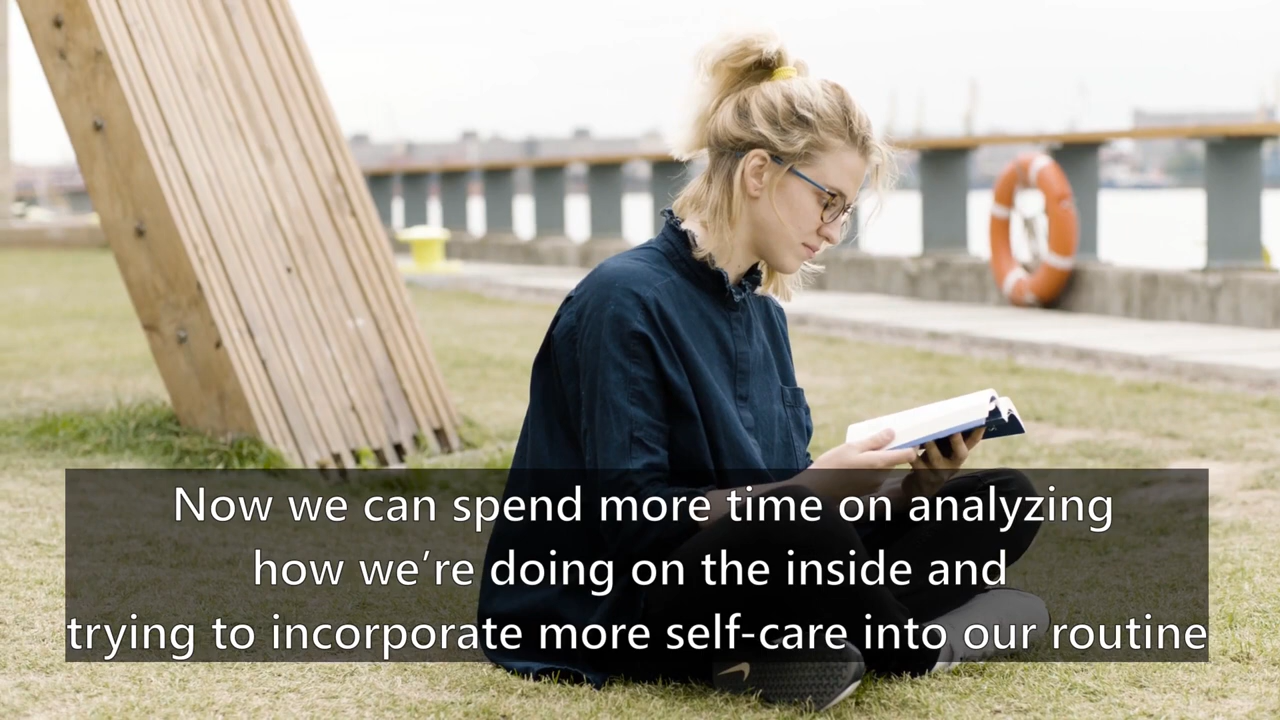 Now we can spend more time on analyzing
how we’re doing on the inside and
trying to incorporate more self-care into our routine